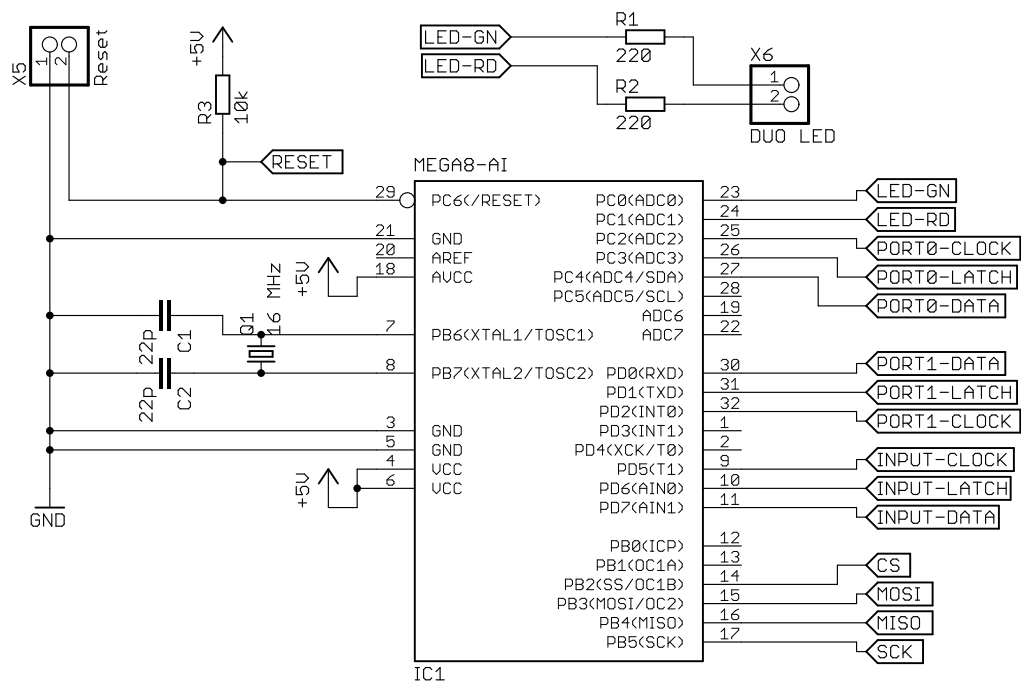 X5
1
2
Reset
+5V
R3
10k
RESET
LED-GN
LED-RD
R1
220
R2
220
X6
1
2
DUO LED
MEGA8-AI
29 PC6(/RESET)
21 GND
20 AREF
18 AVCC
+5V
7 PB6(XTAL1/TOSC1)
8 PB7(XTAL2/TOSC2)
3 GND
5 GND
4 VCC
6 VCC
+5V
22p
C1
22p
C2
Q1
16 MHz
GND
PC0(ADC0) 23 LED-GN
PC1(ADC1) 24 LED-RD
PC2(ADC2) 25 PORT0-CLOCK
PC3(ADC3) 26 PORT0-LATCH
PC4(ADC4/SDA) 27 PORT0-DATA
PC5(ADC5/SCL) 28
ADC6 19
ADC7 22
PD0(RXD) 30 PORT1-DATA
PD1(TXD) 31 PORT1-LATCH
PD2(INT0) 32 PORT1-CLOCK
PD3(INT1) 1
PD4(XCK/T0) 2
PD5(T1) 9 INPUT-CLOCK
PD6(AIN0) 10 INPUT-LATCH
PD7(AIN1) 11 INPUT-DATA
PB0(ICP) 12
PB1(OC1A) 13
PB2(SS/OC1B) 14 CS
PB3(MOSI/OC2) 15 MOSI
PB4(MISO) 16 MISO
PB5(SCK) 17 SCK
IC1